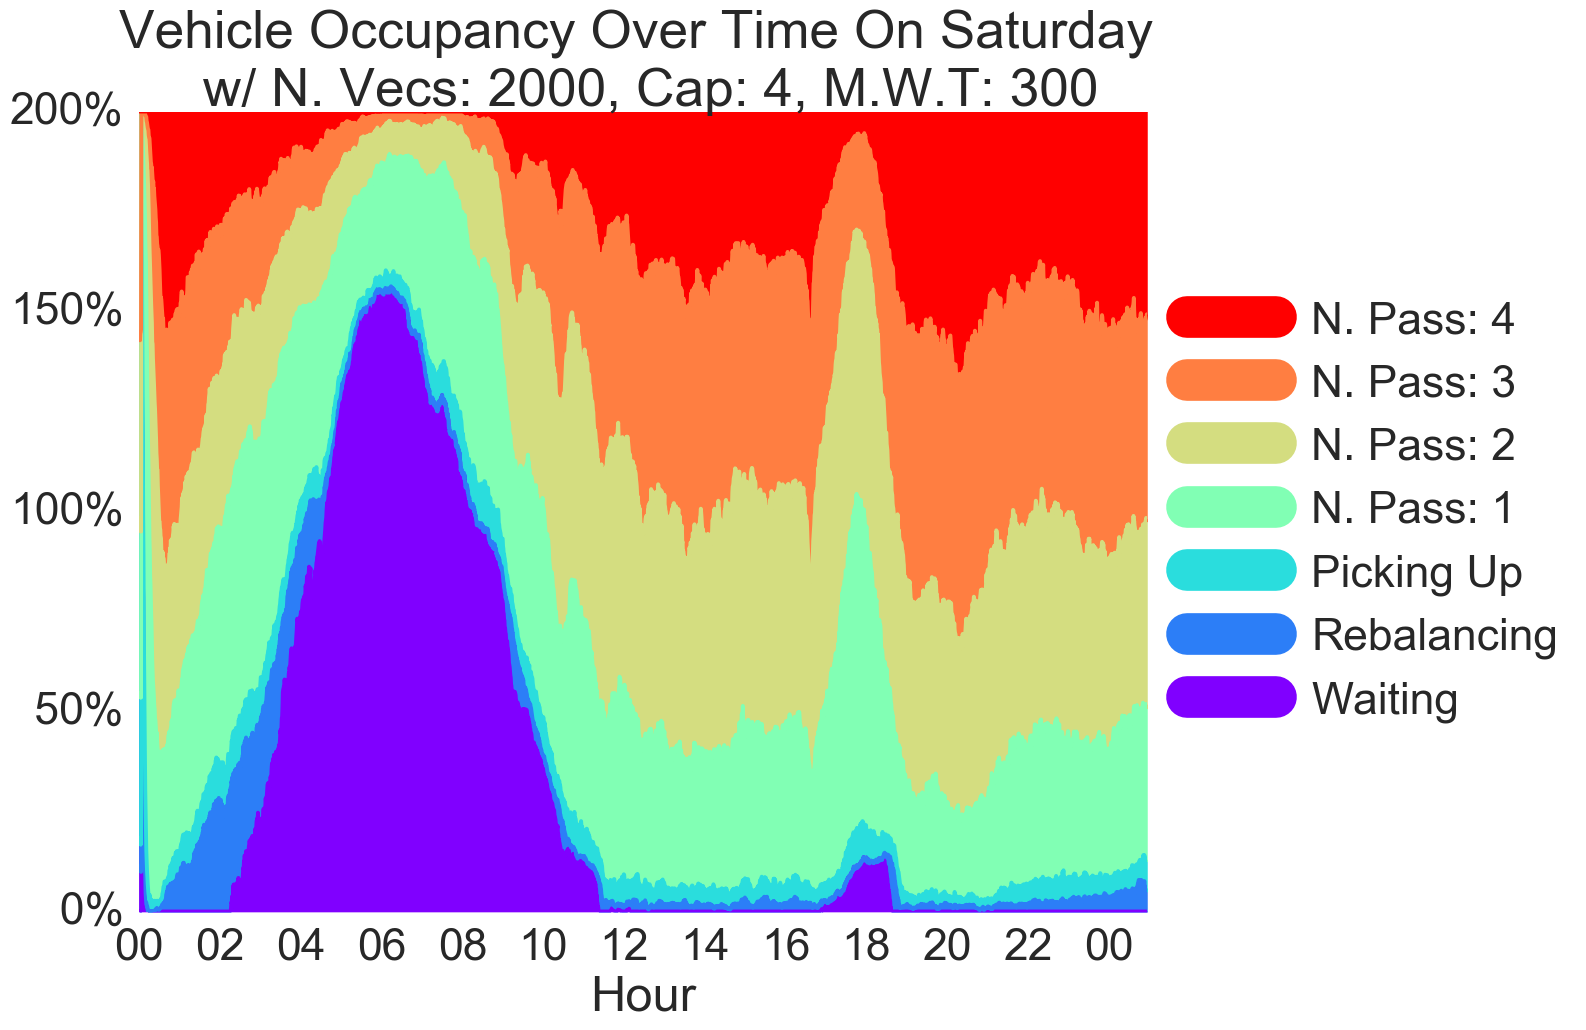 Vehicle Occupancy Over Time On Saturday
w/ N. Vecs: 2000, Cap: 4, M.W.T: 300
200%
150%
100%
50%
0%
00 02 04 06 08 10 12 14 16 18 20 22 00
Hour
N. Pass: 4
N. Pass: 3
N. Pass: 2
N. Pass: 1
Picking Up
Rebalancing
Waiting